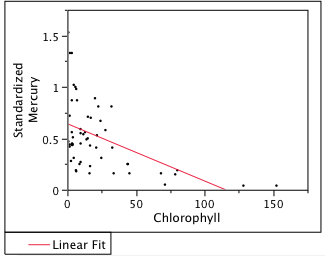 Standardized
Mercury
1.5
1
0.5
0
0 50 100 150
Chlorophyll
Linear Fit